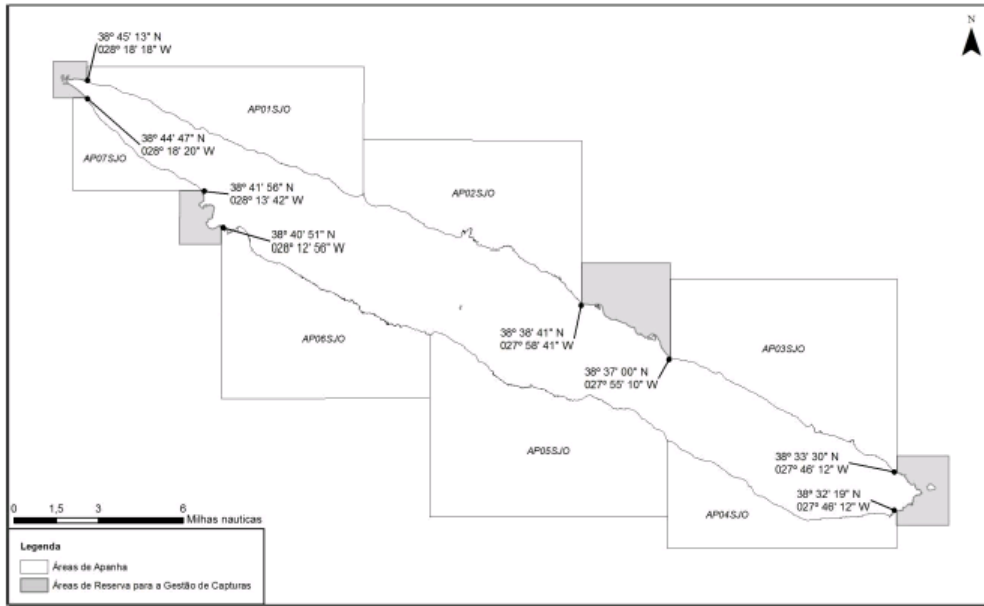 N
38º 45' 13" N
028º 18' 18" W
AP01SJO
38º 44' 47" N
028º 18' 20" W
AP07SJO
38º 41' 56" N
028º 13' 42" W
AP02SJO
38º 40' 51" N
028º 12' 56" W
AP06SJO
38º 38' 41" N
027º 58' 41" W
AP03SJO
38º 37' 00" N
027º 55' 10" W
AP05SJO
38º 33' 30" N
027º 46' 12" W
38º 32' 19" N
027º 46' 12" W
AP04SJO
0 1,5 3 6
Milhas nauticas
Legenda
Áreas de Apanha
Áreas de Reserva para a Gestão de Capturas